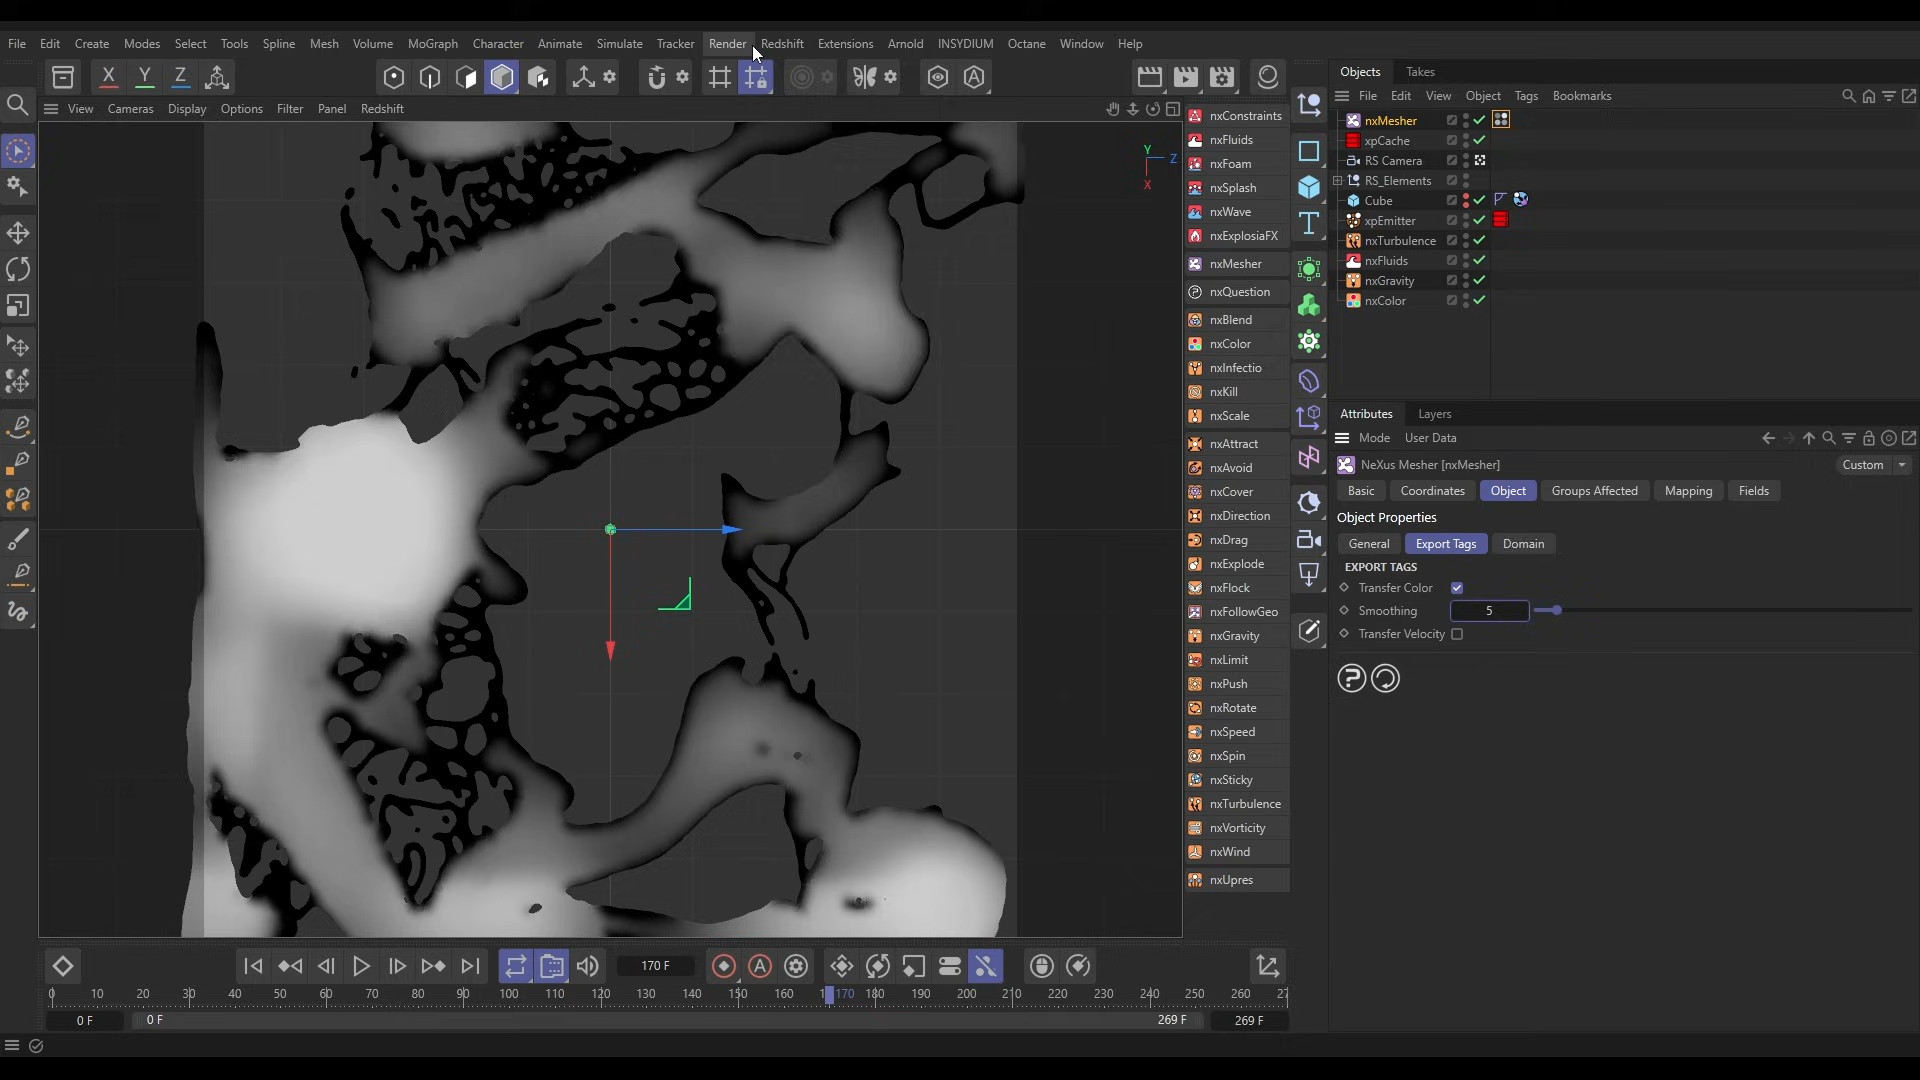 File Edit Create Modes Select Tools Spline Mesh Volume MoGraph Character Animate Simulate Tracker Render Redshift Extensions Arnold INSYDIUM Octane Window Help
X Y Z
View Cameras Display Options Filter Panel Redshift
Y
Z
X
nxConstraints
nxFluids
nxFoam
nxSplash
nxWave
nxExplosiaFX
nxMesher
nxQuestion
nxBlend
nxColor
nxInfectio
nxKill
nxScale
nxAttract
nxAvoid
nxCover
nxDirection
nxDrag
nxExplode
nxFlock
nxFollowGeo
nxGravity
nxLimit
nxPush
nxRotate
nxSpeed
nxSpin
nxSticky
nxTurbulence
nxVorticity
nxWind
nxUpres
Objects Takes
File Edit View Object Tags Bookmarks
nxMesher
xpCache
RS Camera
RS_Elements
Cube
xpEmitter
nxTurbulence
nxFluids
nxGravity
nxColor
Attributes Layers
Mode User Data
NeXus Mesher [nxMesher] Custom
Basic Coordinates Object Groups Affected Mapping Fields
Object Properties
General Export Tags Domain
EXPORT TAGS
Transfer Color
Smoothing 5
Transfer Velocity
170 F
0 10 20 30 40 50 60 70 80 90 100 110 120 130 140 150 160 170 180 190 200 210 220 230 240 250 260 27
0 F 0 F 269 F 269 F